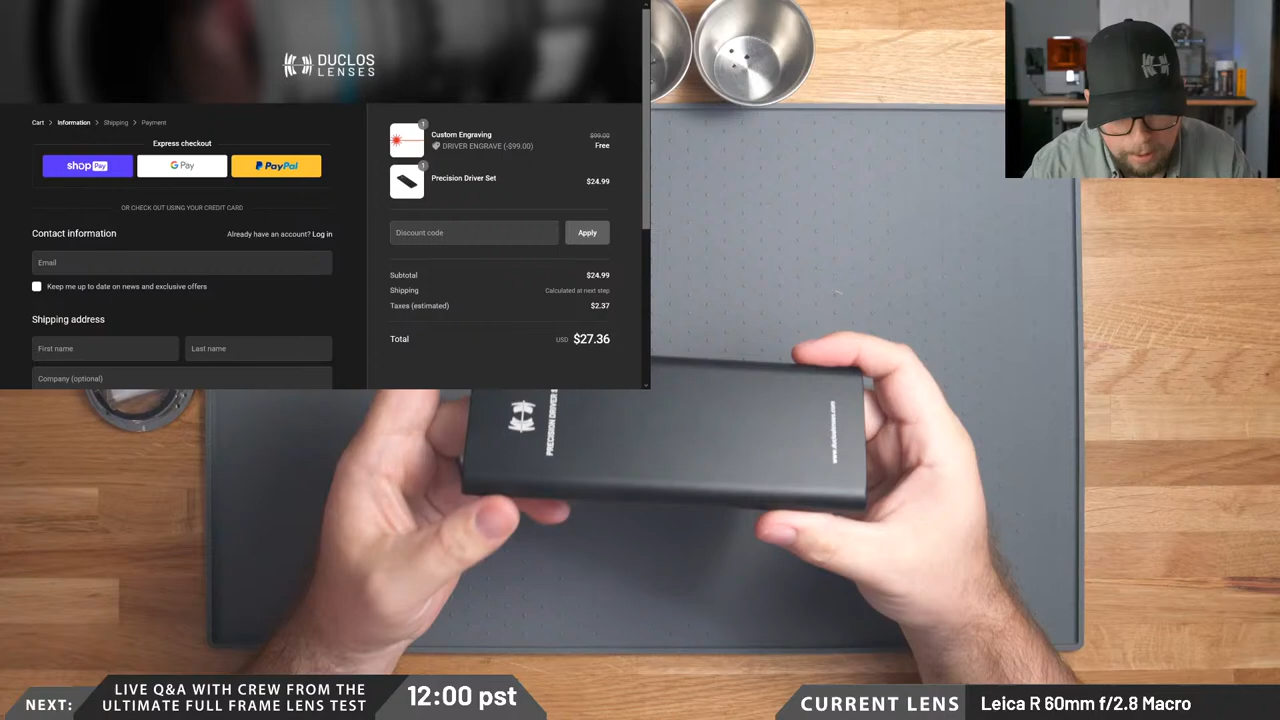 DUCLOS
LENSES
Cart > Information > Shipping > Payment
Express checkout
shop Pay
G Pay
PayPal
OR CHECK OUT USING YOUR CREDIT CARD
Contact information
Already have an account? Log in
Email
Keep me up to date on news and exclusive offers
Shipping address
First name
Last name
Company (optional)
1
Custom Engraving
$99.00
DRIVER ENGRAVE (-$99.00)
Free
1
Precision Driver Set
$24.99
Discount code
Apply
Subtotal
$24.99
Shipping
Calculated at next step
Taxes (estimated)
$2.37
Total
USD $27.36
PRECISION DRIVER
www.ducloslenses.com
NEXT:
LIVE Q&A WITH CREW FROM THE
ULTIMATE FULL FRAME LENS TEST
12:00 pst
CURRENT LENS
Leica R 60mm f/2.8 Macro